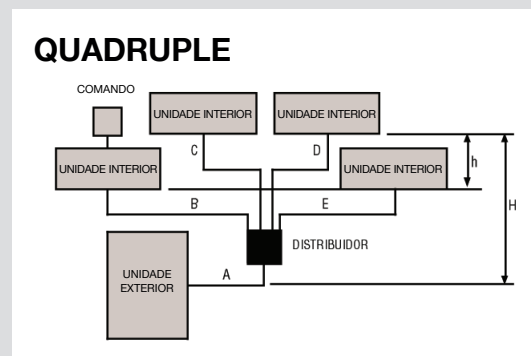 QUADRUPLE
COMANDO
UNIDADE INTERIOR
UNIDADE INTERIOR
C
D
UNIDADE INTERIOR
UNIDADE INTERIOR
h
B
E
H
DISTRIBUIDOR
UNIDADE
EXTERIOR
A